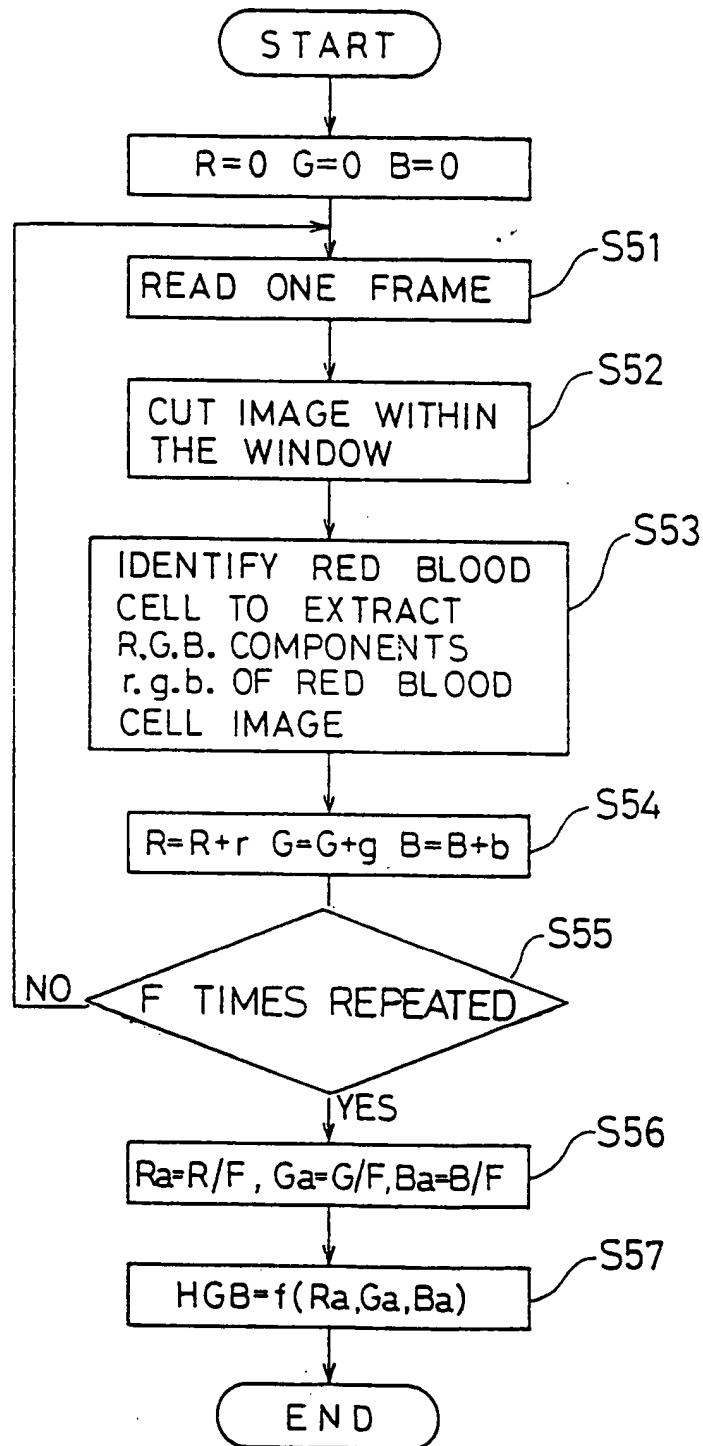 START
R=0 G=0 B=0
READ ONE FRAME
S51
CUT IMAGE WITHIN
THE WINDOW
S52
IDENTIFY RED BLOOD
CELL TO EXTRACT
R.G.B. COMPONENTS
r.g.b. OF RED BLOOD
CELL IMAGE
S53
R=R+r G=G+g B=B+b
S54
F TIMES REPEATED
S55
NO
YES
Ra=R/F, Ga=G/F, Ba=B/F
S56
HGB=f(Ra,Ga,Ba)
S57
END